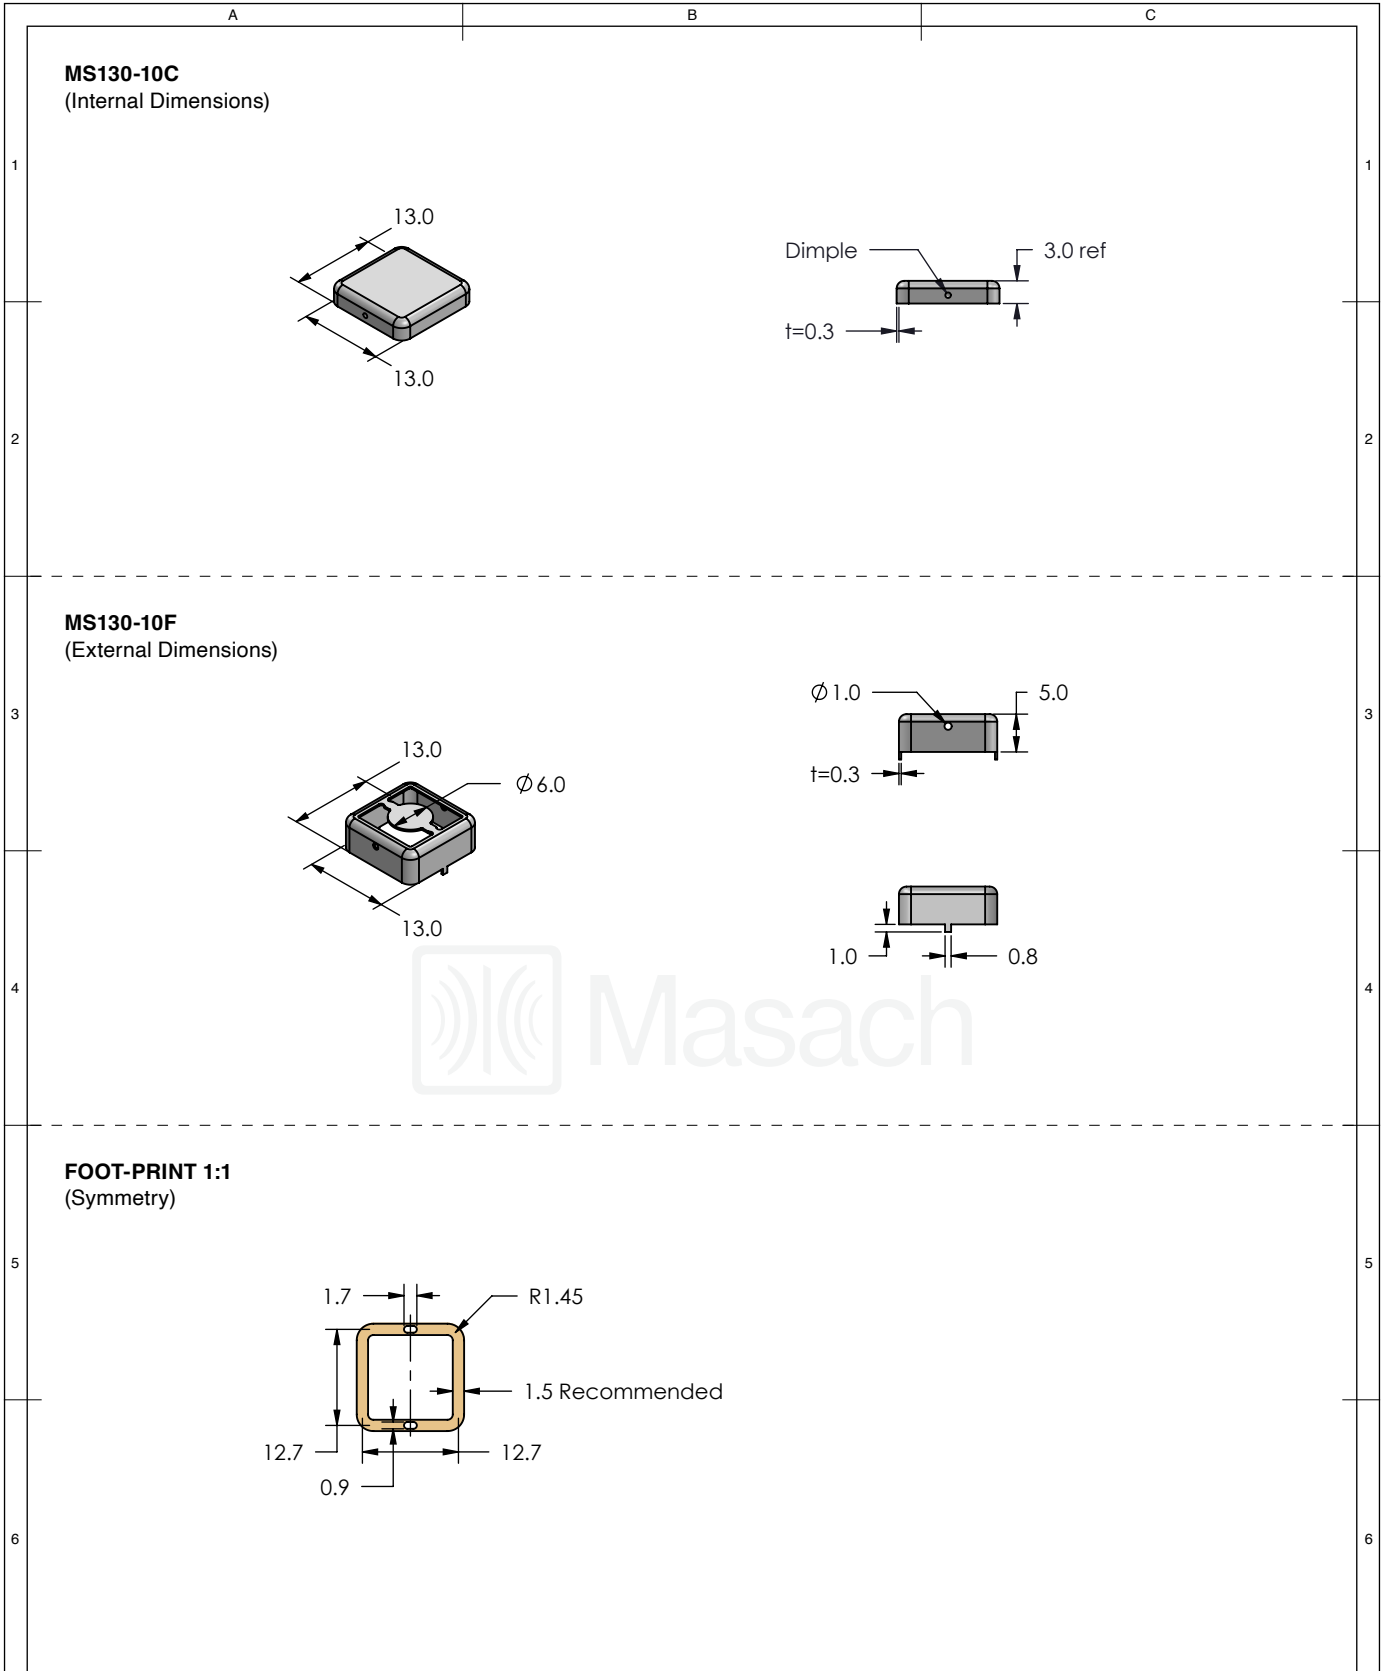 A B C
MS130-10C
(Internal Dimensions)
1 1
13.0
Dimple 3.0 ref
t=0.3
13.0
2 2
MS130-10F
(External Dimensions)
Ø1.0 5.0
3 3
13.0
t=0.3
Ø6.0
13.0
1.0 0.8
4 4
Masach
FOOT-PRINT 1:1
(Symmetry)
5 5
1.7 R1.45
1.5 Recommended
12.7 12.7
0.9
6 6